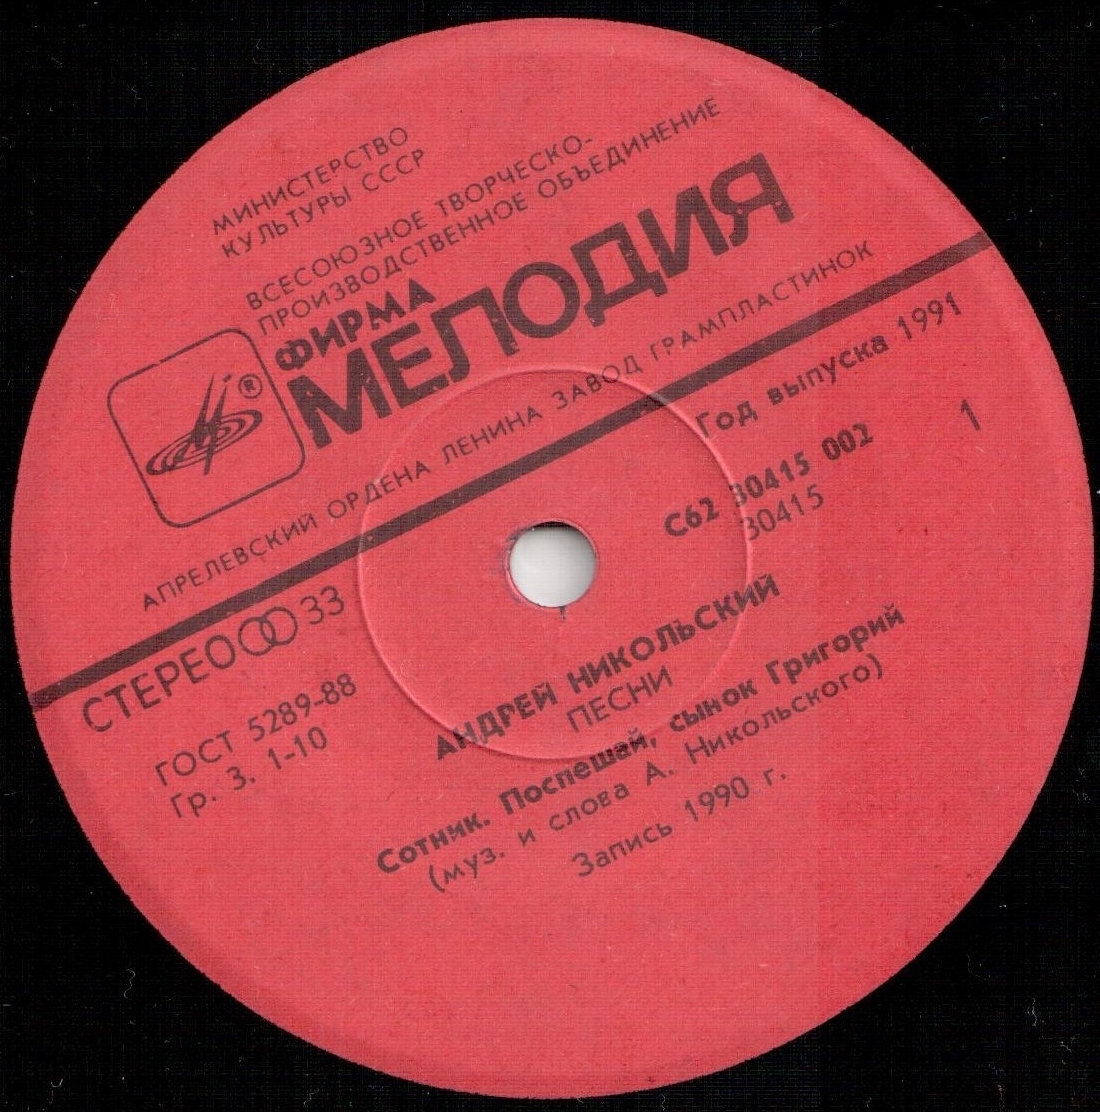 МИНИСТЕРСТВО
КУЛЬТУРЫ СССР
ВСЕСОЮЗНОЕ ТВОРЧЕСКО-
ПРОИЗВОДСТВЕННОЕ ОБЪЕДИНЕНИЕ
ФИРМА
МЕЛОДИЯ
®
АПРЕЛЕВСКИЙ ОРДЕНА ЛЕНИНА ЗАВОД ГРАМПЛАСТИНОК
СТЕРЕО 33
ГОСТ 5289-88
Гр. 3. 1-10
Год выпуска 1991
С62 30415 002
30415
1
АНДРЕЙ НИКОЛЬСКИЙ
ПЕСНИ
Сотник. Поспешай, сынок Григорий
(муз. и слова А. Никольского)
Запись 1990 г.